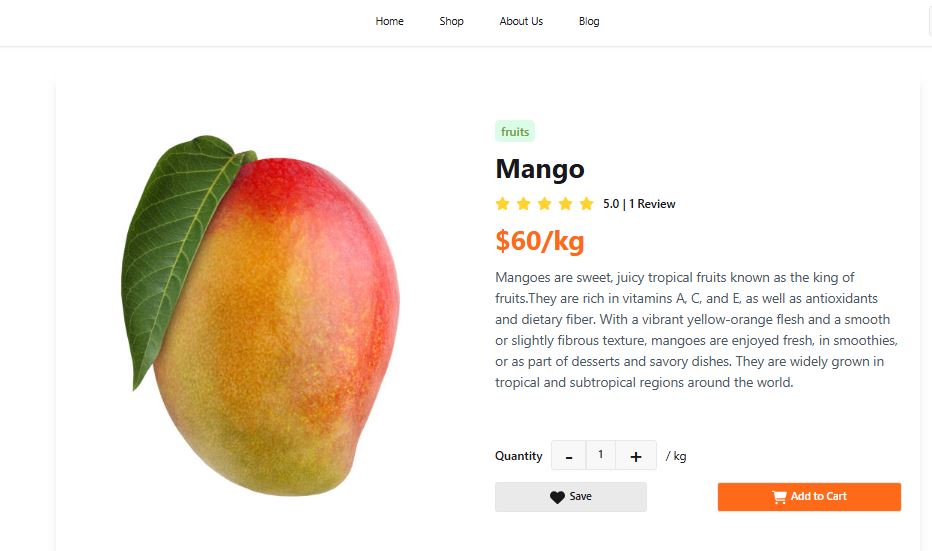 Home Shop About Us Blog
fruits
Mango
5.0 | 1 Review
$60/kg
Mangoes are sweet, juicy tropical fruits known as the king of
fruits.They are rich in vitamins A, C, and E, as well as antioxidants
and dietary fiber. With a vibrant yellow-orange flesh and a smooth
or slightly fibrous texture, mangoes are enjoyed fresh, in smoothies,
or as part of desserts and savory dishes. They are widely grown in
tropical and subtropical regions around the world.
Quantity - 1 + / kg
Save Add to Cart